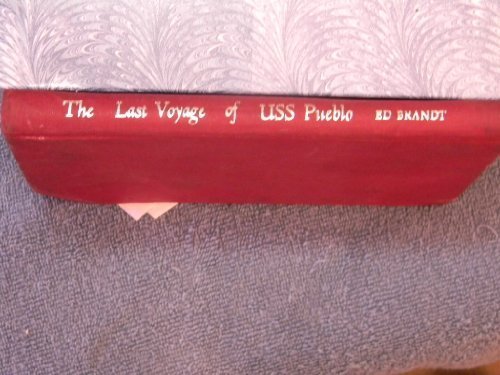 The Last Voyage of USS Pueblo ED BRANDT